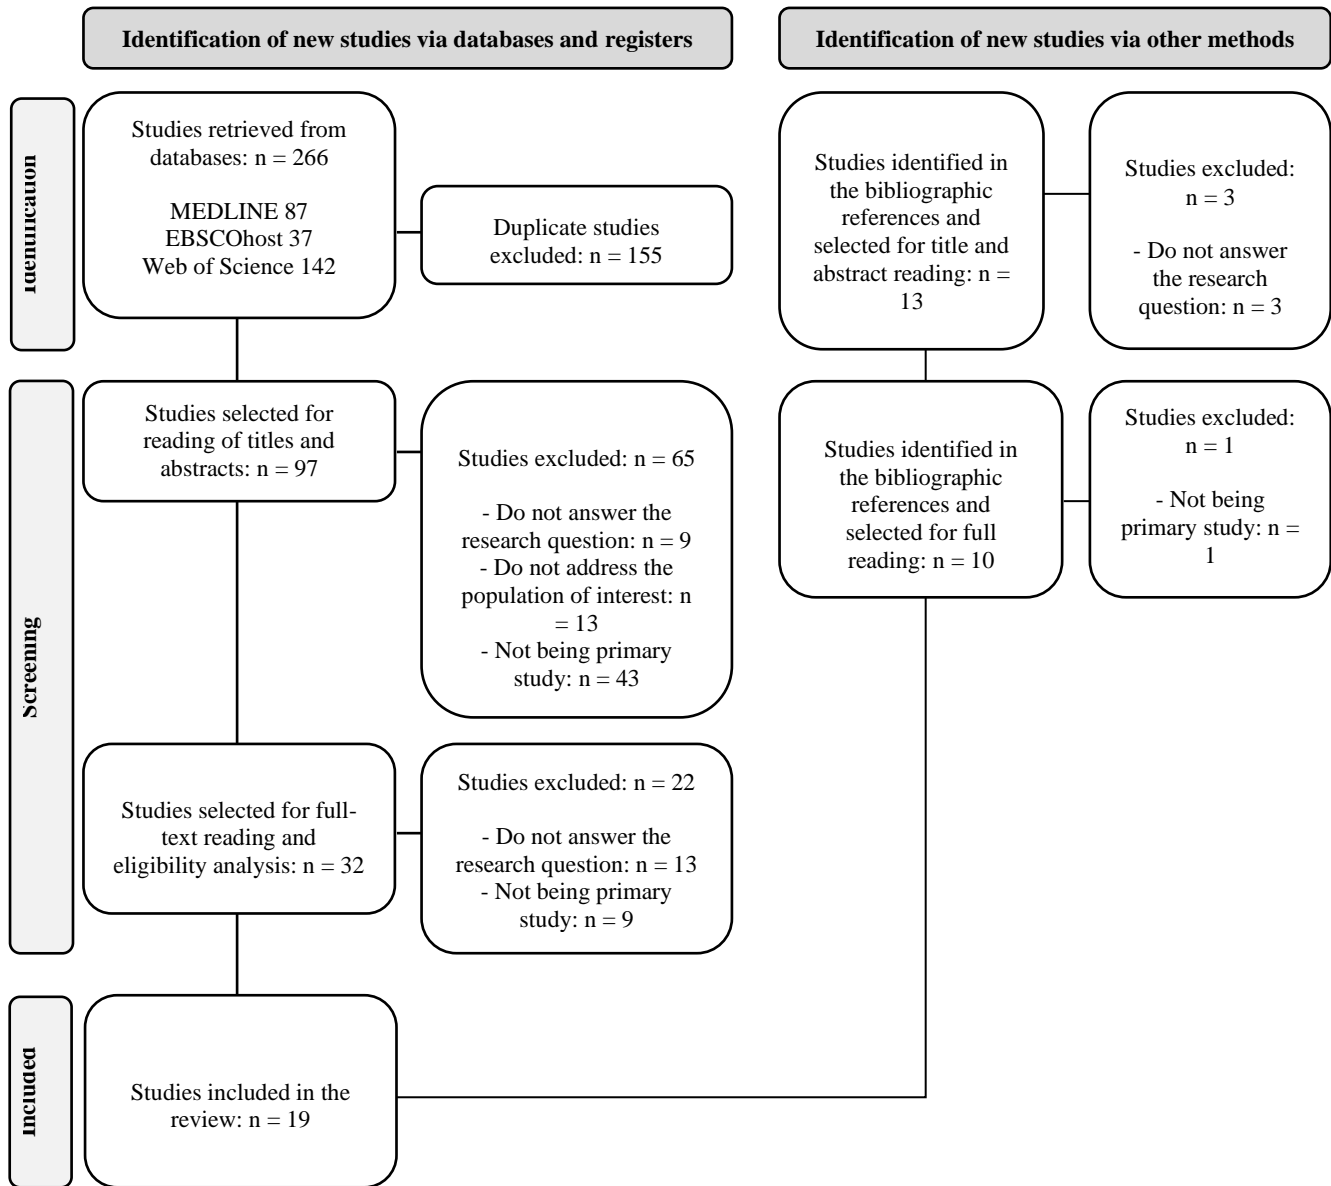 Identification of new studies via databases and registers
Identification of new studies via other methods
Identification
Studies retrieved from
databases: n = 266
MEDLINE 87
EBSCOhost 37
Web of Science 142
Duplicate studies
excluded: n = 155
Studies identified in
the bibliographic
references and
selected for title and
abstract reading: n =
13
Studies excluded:
n = 3
- Do not answer
the research
question: n = 3
Screening
Studies selected for
reading of titles and
abstracts: n = 97
Studies excluded: n = 65
- Do not answer the
research question: n = 9
- Do not address the
population of interest: n
= 13
- Not being primary
study: n = 43
Studies identified in
the bibliographic
references and
selected for full
reading: n = 10
Studies excluded:
n = 1
- Not being
primary study: n =
1
Studies selected for full-
text reading and
eligibility analysis: n = 32
Studies excluded: n = 22
- Do not answer the
research question: n = 13
- Not being primary
study: n = 9
Included
Studies included in the
review: n = 19